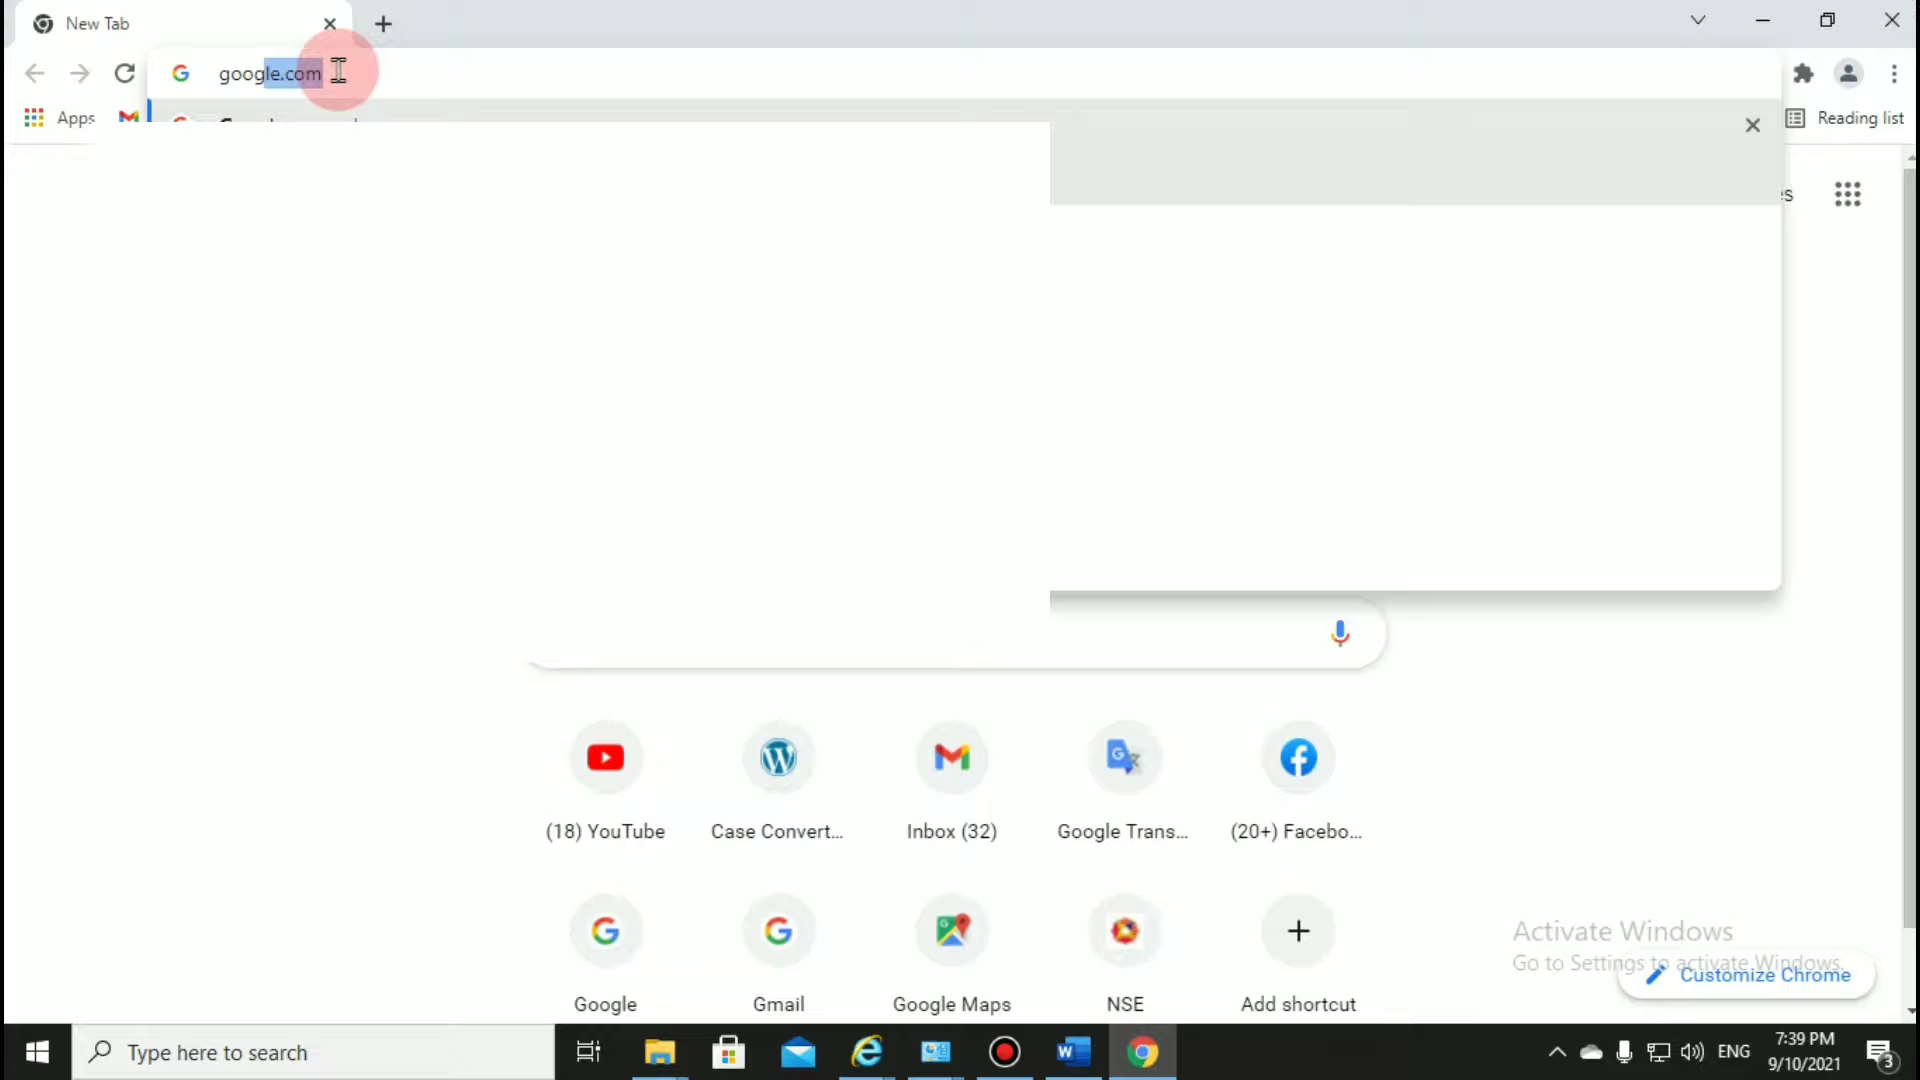 New Tab
google.com
Apps
Reading list
es
(18) YouTube
Case Convert...
Inbox (32)
Google Trans...
(20+) Facebo...
Google
Gmail
Google Maps
NSE
Add shortcut
Activate Windows
Go to Settings to activate Windows.
Customize Chrome
Type here to search
ENG
7:39 PM
9/10/2021
3